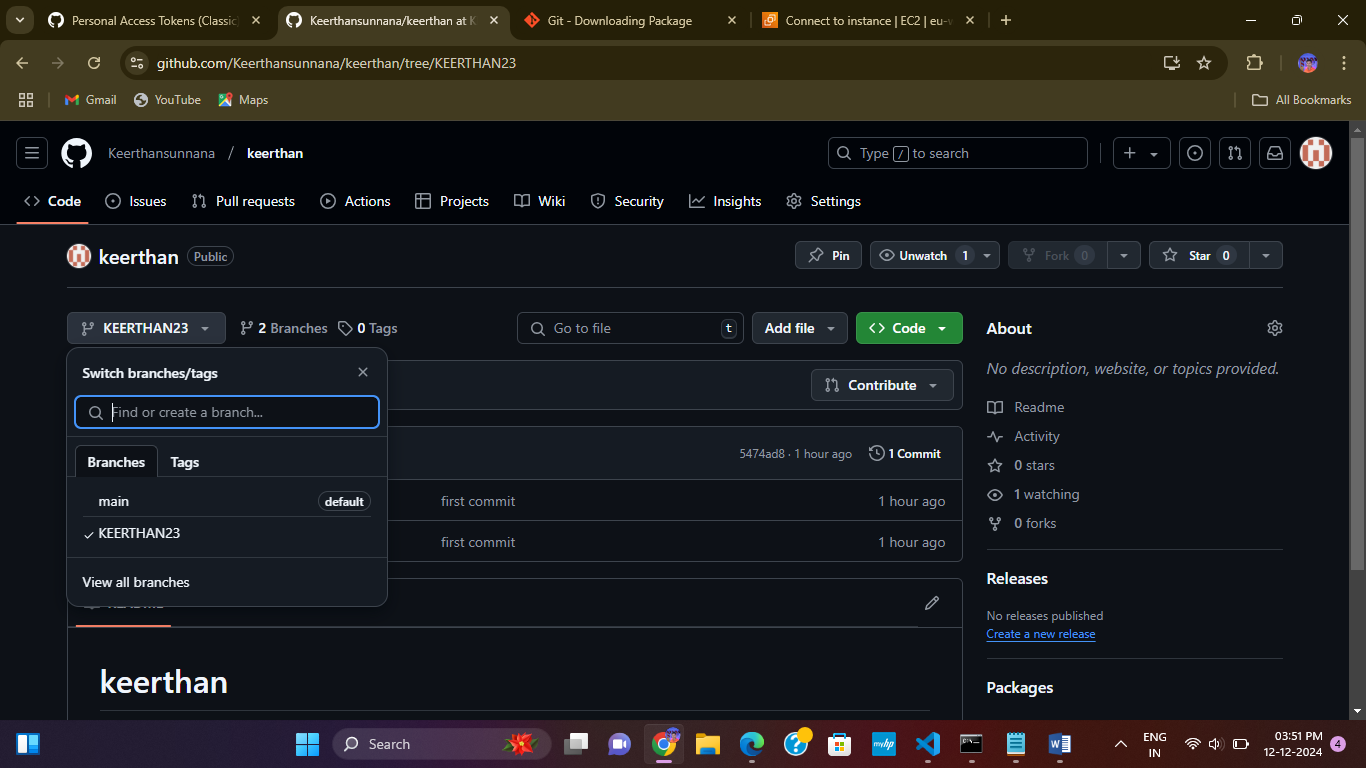 Personal Access Tokens (Classic)
Keerthansunnana/keerthan at K
Git - Downloading Package
Connect to instance | EC2 | eu-w
github.com/Keerthansunnana/keerthan/tree/KEERTHAN23
Gmail
YouTube
Maps
All Bookmarks
Keerthansunnana / keerthan
Type / to search
Code
Issues
Pull requests
Actions
Projects
Wiki
Security
Insights
Settings
keerthan Public
Pin
Unwatch 1
Fork 0
Star 0
KEERTHAN23
2 Branches
0 Tags
Go to file t
Add file
Code
Switch branches/tags
Find or create a branch...
Branches
Tags
main default
KEERTHAN23
View all branches
Contribute
5474ad8 · 1 hour ago
1 Commit
first commit 1 hour ago
first commit 1 hour ago
keerthan
About
No description, website, or topics provided.
Readme
Activity
0 stars
1 watching
0 forks
Releases
No releases published
Create a new release
Packages
Search
myhp
ENG
IN
03:51 PM
12-12-2024
4